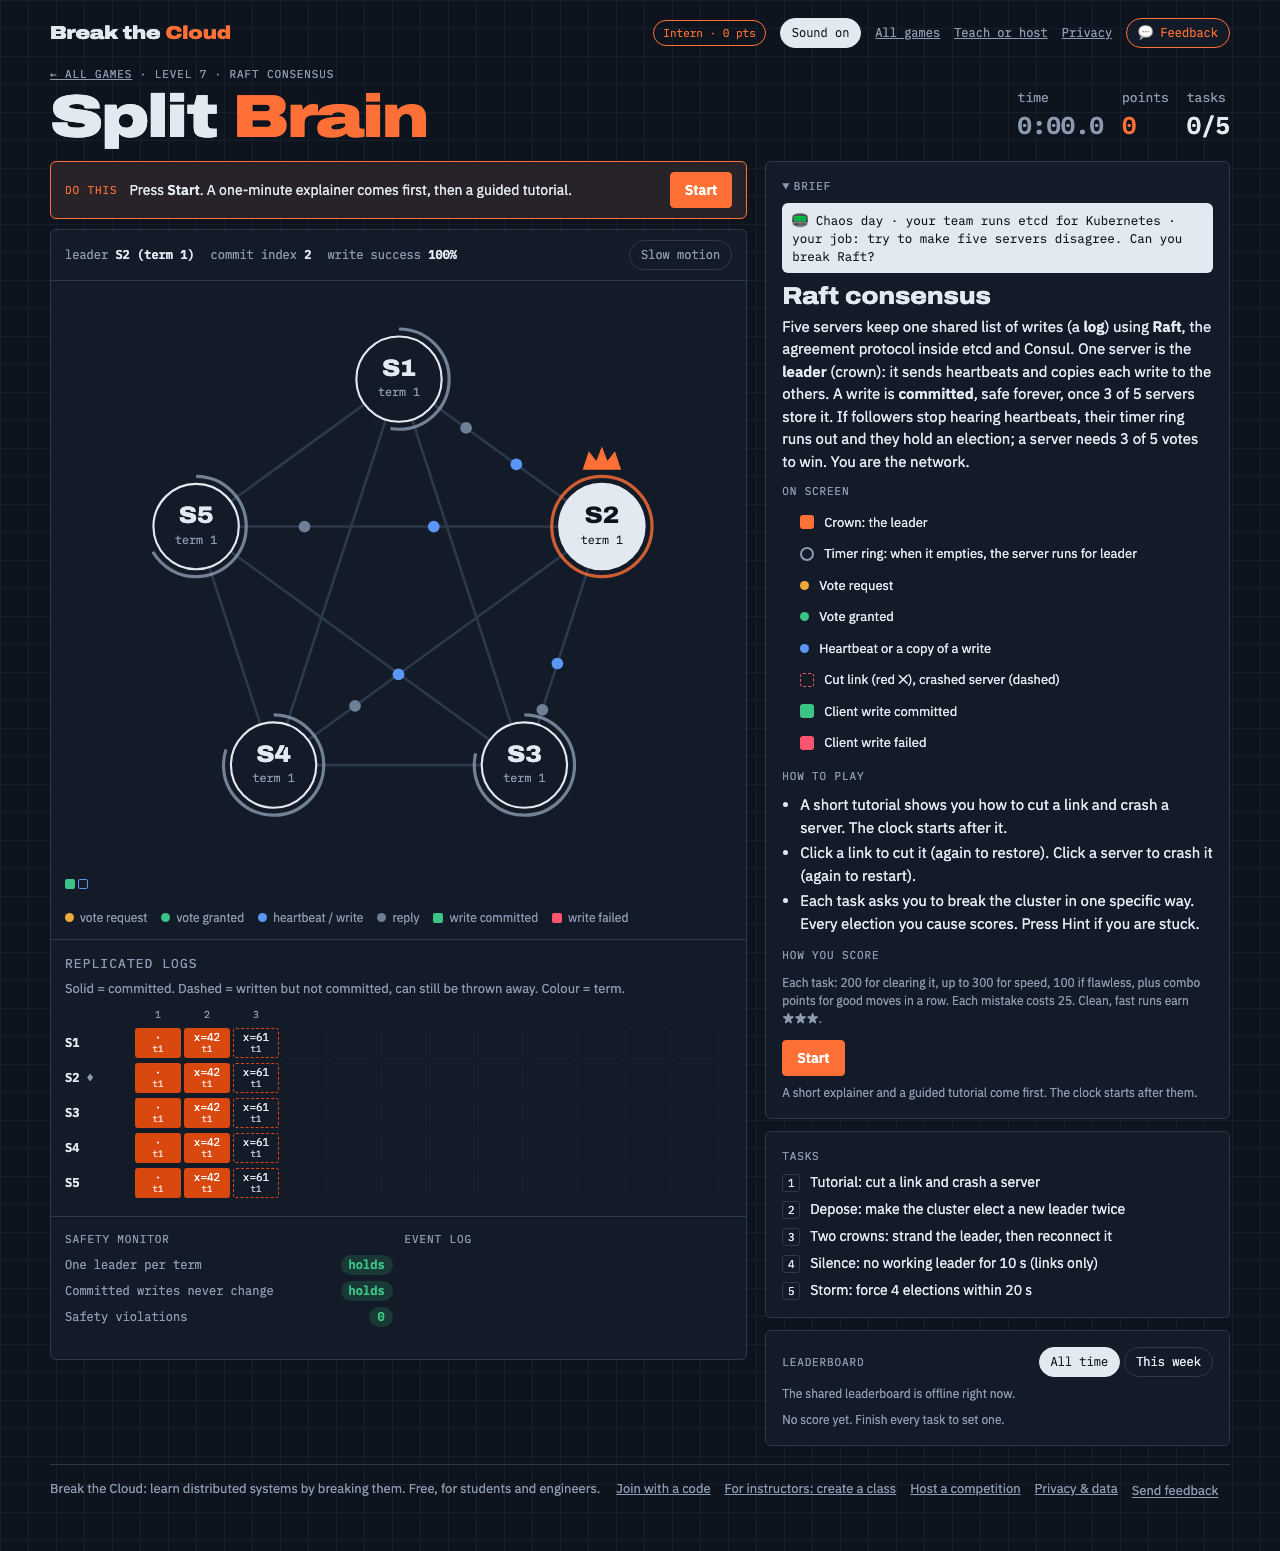 Break the Cloud
Intern · 0 pts
Sound on
All games
Teach or host
Privacy
💬 Feedback
← ALL GAMES · LEVEL 7 · RAFT CONSENSUS
Split Brain
time
0:00.0
points
0
tasks
0/5
DO THIS
Press Start. A one-minute explainer comes first, then a guided tutorial.
Start
leader S2 (term 1) commit index 2 write success 100%
Slow motion
S1
term 1
S2
term 1
S5
term 1
S4
term 1
S3
term 1
vote request
vote granted
heartbeat / write
reply
write committed
write failed
REPLICATED LOGS
Solid = committed. Dashed = written but not committed, can still be thrown away. Colour = term.
1 2 3
S1 · t1 x=42 t1 x=61 t1
S2 ♦ · t1 x=42 t1 x=61 t1
S3 · t1 x=42 t1 x=61 t1
S4 · t1 x=42 t1 x=61 t1
S5 · t1 x=42 t1 x=61 t1
SAFETY MONITOR
One leader per term holds
Committed writes never change holds
Safety violations 0
EVENT LOG
▼ BRIEF
Chaos day · your team runs etcd for Kubernetes ·
your job: try to make five servers disagree. Can you
break Raft?
Raft consensus
Five servers keep one shared list of writes (a log) using Raft, the
agreement protocol inside etcd and Consul. One server is the
leader (crown): it sends heartbeats and copies each write to the
others. A write is committed, safe forever, once 3 of 5 servers
store it. If followers stop hearing heartbeats, their timer ring
runs out and they hold an election; a server needs 3 of 5 votes
to win. You are the network.
ON SCREEN
Crown: the leader
Timer ring: when it empties, the server runs for leader
Vote request
Vote granted
Heartbeat or a copy of a write
Cut link (red ✕), crashed server (dashed)
Client write committed
Client write failed
HOW TO PLAY
• A short tutorial shows you how to cut a link and crash a
server. The clock starts after it.
• Click a link to cut it (again to restore). Click a server to crash it
(again to restart).
• Each task asks you to break the cluster in one specific way.
Every election you cause scores. Press Hint if you are stuck.
HOW YOU SCORE
Each task: 200 for clearing it, up to 300 for speed, 100 if flawless, plus combo
points for good moves in a row. Each mistake costs 25. Clean, fast runs earn
★★★.
Start
A short explainer and a guided tutorial come first. The clock starts after them.
TASKS
1 Tutorial: cut a link and crash a server
2 Depose: make the cluster elect a new leader twice
3 Two crowns: strand the leader, then reconnect it
4 Silence: no working leader for 10 s (links only)
5 Storm: force 4 elections within 20 s
LEADERBOARD
All time
This week
The shared leaderboard is offline right now.
No score yet. Finish every task to set one.
Break the Cloud: learn distributed systems by breaking them. Free, for students and engineers.
Join with a code
For instructors: create a class
Host a competition
Privacy & data
Send feedback